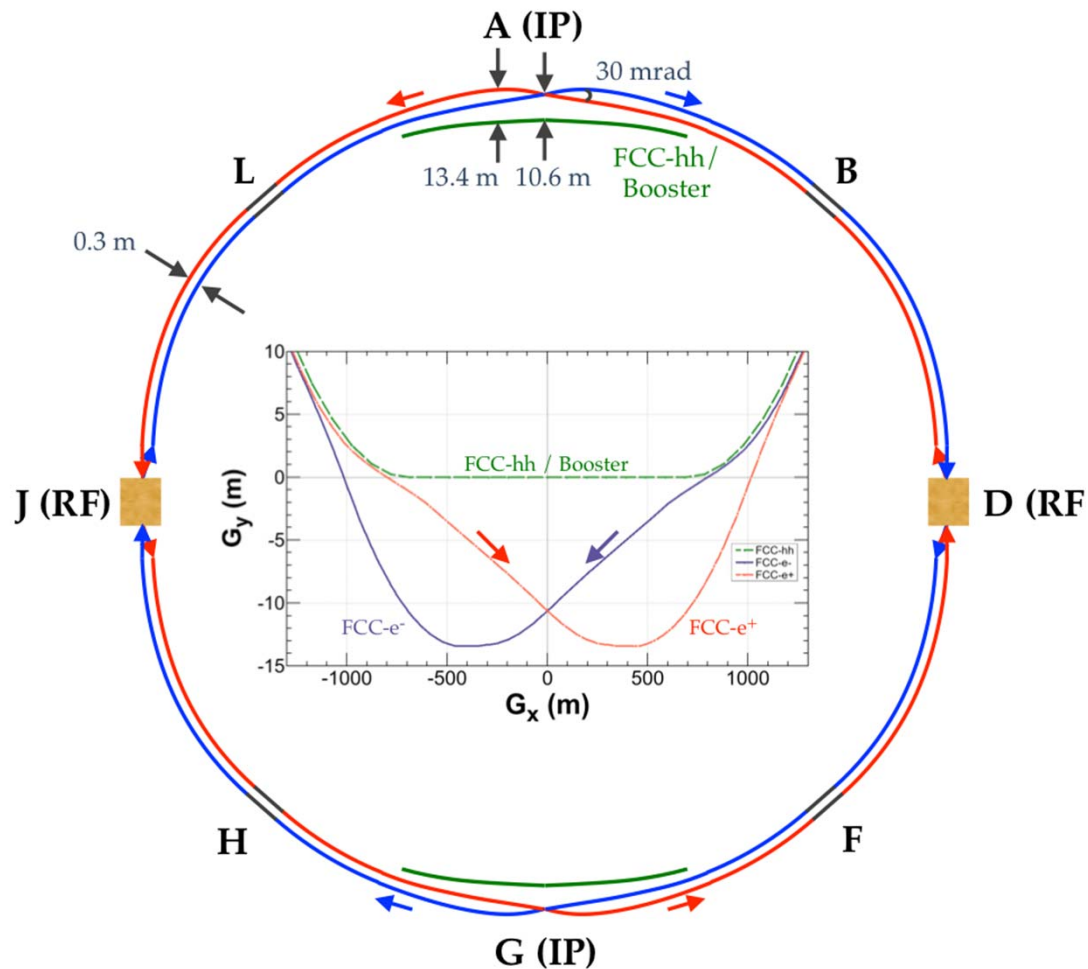 A (IP)
30 mrad
L
13.4 m 10.6 m
FCC-hh/
Booster
B
0.3 m
10
5
0
-5
-10
-15
Gy (m)
FCC-hh / Booster
FCC-hh
FCC-e-
FCC-e+
FCC-e-
FCC-e+
-1000 -500 0 500 1000
Gx (m)
J (RF)
D (RF
H
F
G (IP)